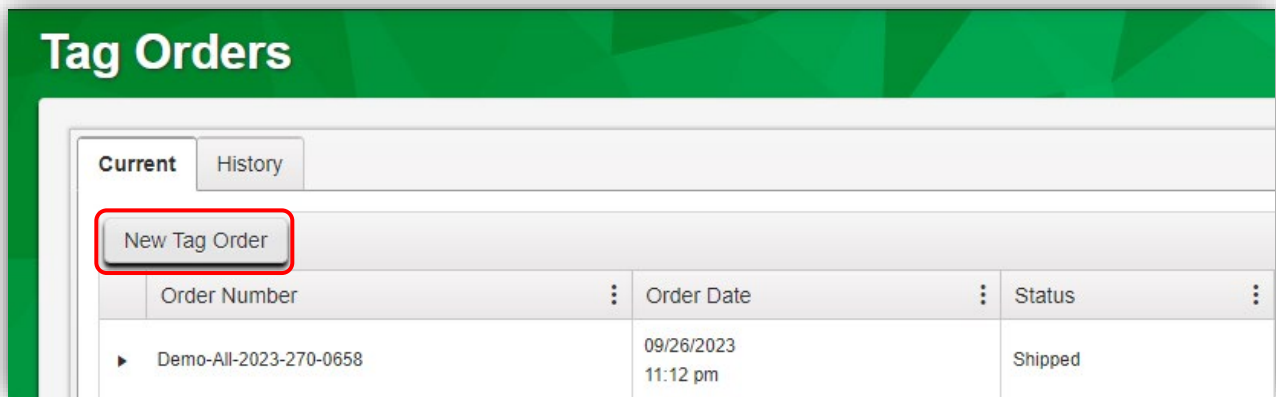 Tag Orders
Current History
New Tag Order
Order Number Order Date Status
Demo-All-2023-270-0658 09/26/2023 11:12 pm Shipped